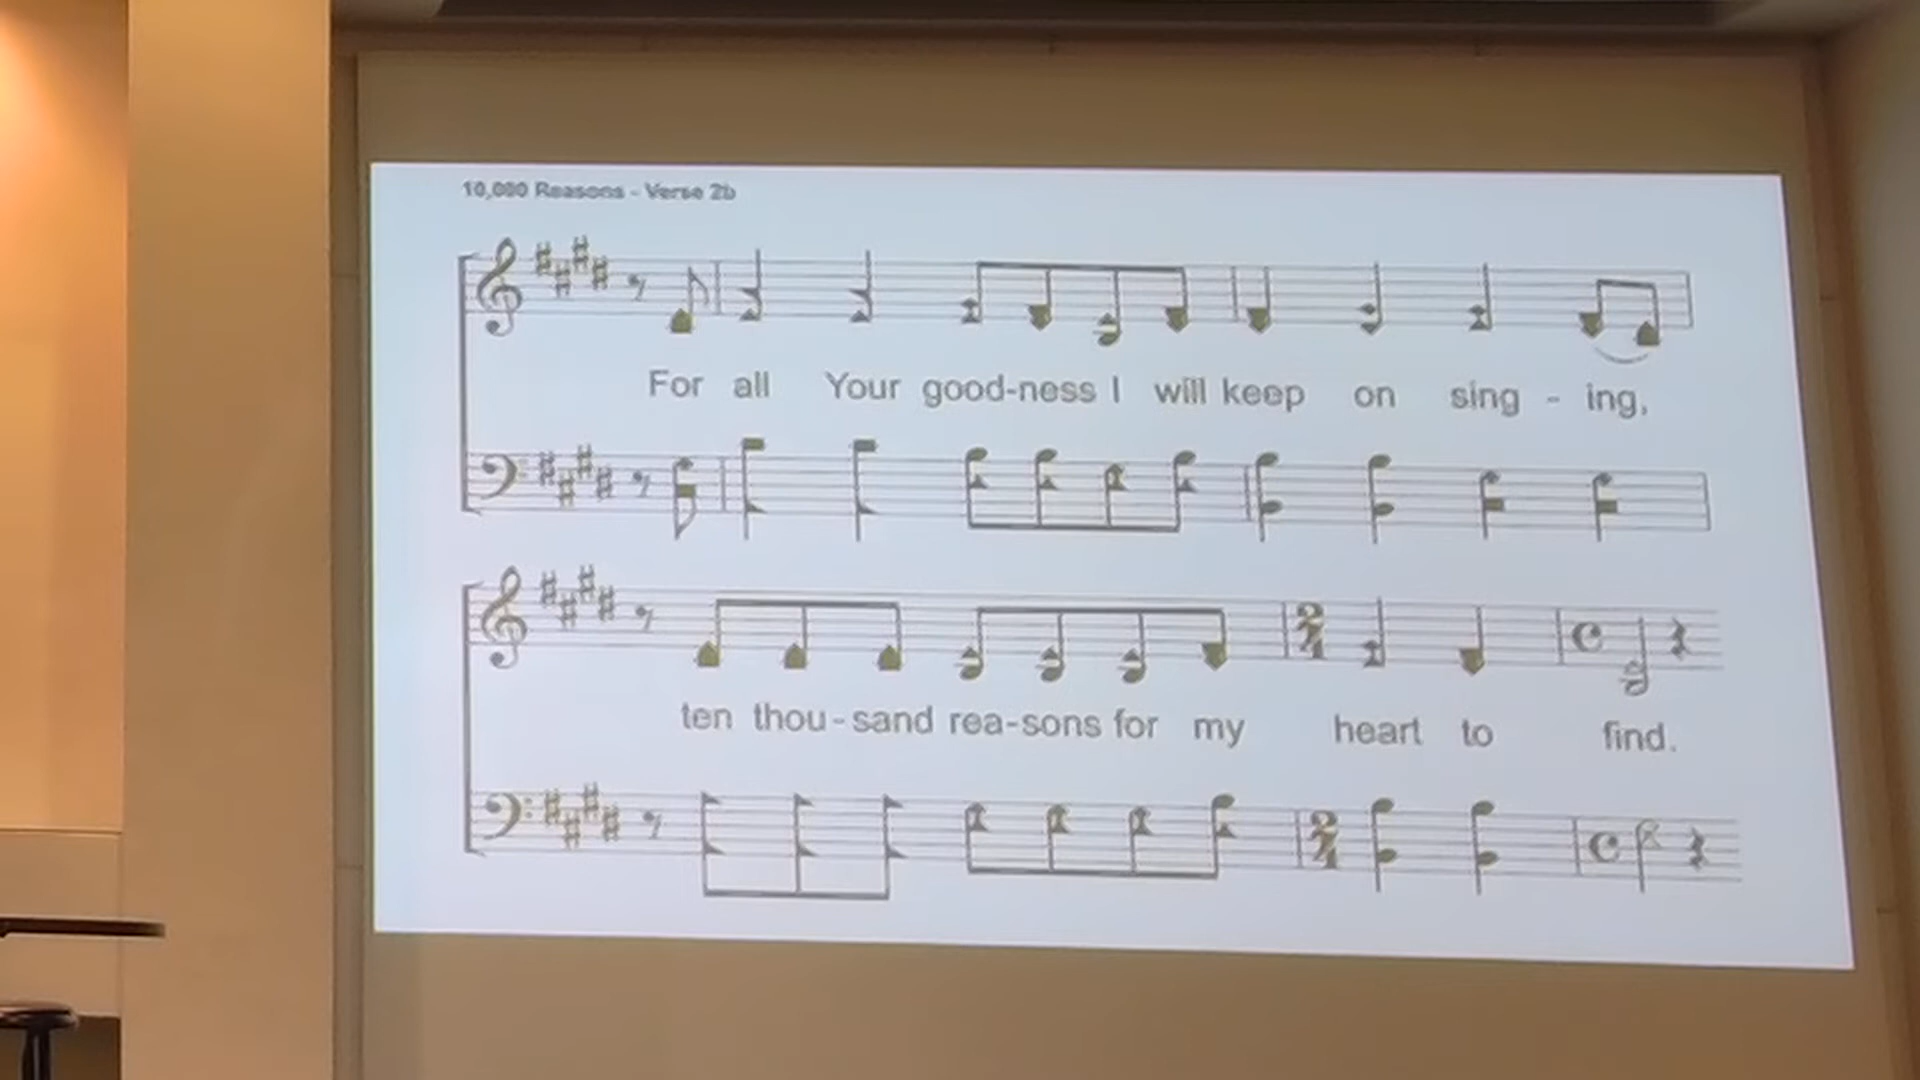 10,000 Reasons - Verse 2b
For all Your good-ness I will keep on sing - ing,
ten thou-sand rea-sons for my heart to find.